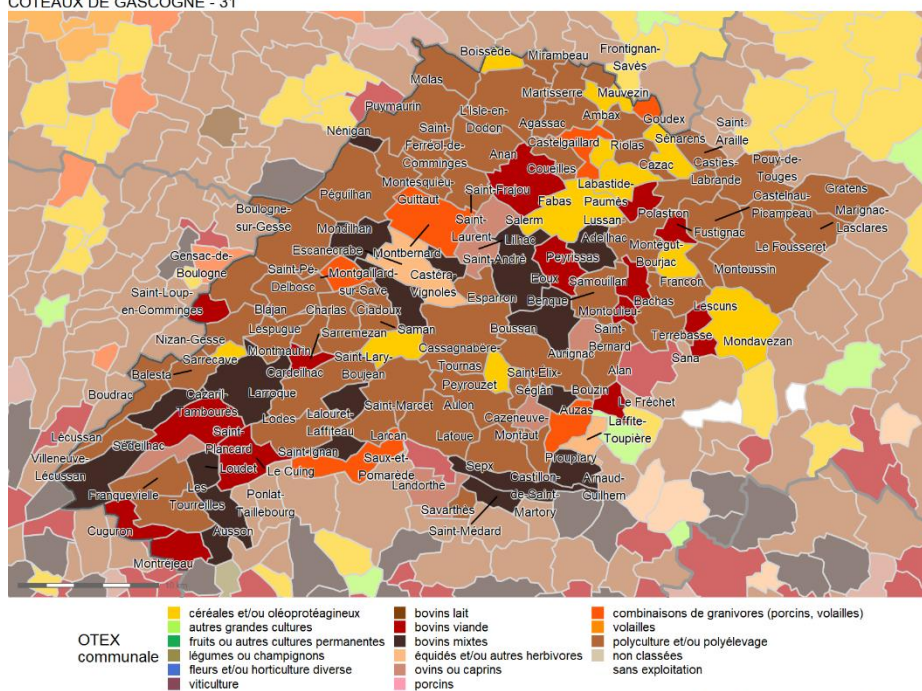 COTEAUX DE GASCOGNE - 31
Boissède
Mirambeau
Frontignan-
Savès
Molas
Martisserre
Mauvezin
Puymaurin
L'Isle-en-
Dodon
Ambax
Goudex
Nénigan
Saint-
Ferréol-de-
Comminges
Agassac
Castelgaillard
Riolas
Sénarens
Saint-
Araille
Anan
Coueilles
Cazac
Casties-
Labrande
Pouy-de-
Touges
Montesquieu-
Guittaut
Saint-Frajou
Labastide-
Paumès
Castelnau-
Picampeau
Gratens
Péguilhan
Fabas
Polastron
Marignac-
Lasclares
Boulogne-
sur-Gesse
Saint-
Laurent
Salerm
Lussan-
Adeilhac
Fustignac
Mondilhan
Lilhac
Escanecrabe
Montbernard
Saint-André
Peyrissas
Montégut-
Bourjac
Le Fousseret
Gensac-de-
Boulogne
Saint-Pé-
Delbosc
Montgaillard-
sur-Save
Castéra-
Vignoles
Eoux
Samouillan
Francon
Montoussin
Saint-Loup-
en-Comminges
Blajan
Charlas
Ciadoux
Esparron
Benque
Bachas
Lescuns
Montoulieu-
Saint-
Bernard
Nizan-Gesse
Lespugue
Sarremezan
Saman
Boussan
Terrebasse
Mondavezan
Sarrecave
Montmaurin
Cassagnabère-
Tournas
Aurignac
Sana
Balesta
Cardeilhac
Saint-Lary-
Boujean
Alan
Boudrac
Cazaril-
Tambourès
Larroque
Peyrouzet
Saint-Elix-
Séglan
Bouzin
Lodes
Lalouret-
Laffiteau
Saint-Marcet
Aulon
Cazeneuve-
Montaut
Auzas
Le Fréchet
Laffite-
Toupière
Lécussan
Sédeilhac
Saint-
Plancard
Larcan
Latoue
Villeneuve-
Lécussan
Loudet
Le Cuing
Saint-Ignan
Saux-et-
Pomarède
Landorthe
Sepx
Proupiary
Castillon-
de-Saint-
Martory
Arnaud-
Guilhem
Franquevielle
Les
Tourreilles
Ponlat-
Taillebourg
Savarthès
Saint-Médard
Cuguron
Ausson
Montréjeau
OTEX
communale
céréales et/ou oléoprotéagineux
autres grandes cultures
fruits ou autres cultures permanentes
légumes ou champignons
fleurs et/ou horticulture diverse
viticulture
bovins lait
bovins viande
bovins mixtes
équidés et/ou autres herbivores
ovins ou caprins
porcins
combinaisons de granivores (porcins, volailles)
volailles
polyculture et/ou polyélevage
non classées
sans exploitation